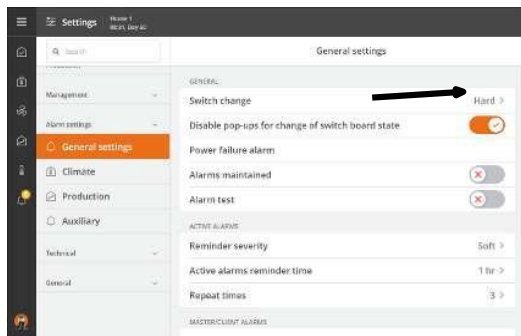 Settings
House 1
General settings
GENERAL
Management
Switch change
Hard >
Alarm settings
Disable pop-ups for change of switch board state
General settings
Power failure alarm
Climate
Alarms maintained
Production
Alarm test
Auxiliary
ACTIVE ALARMS
Technical
Reminder severity
Soft >
General
Active alarms reminder time
1 hr >
Repeat times
3 >
MASTER/CLIENT ALARMS